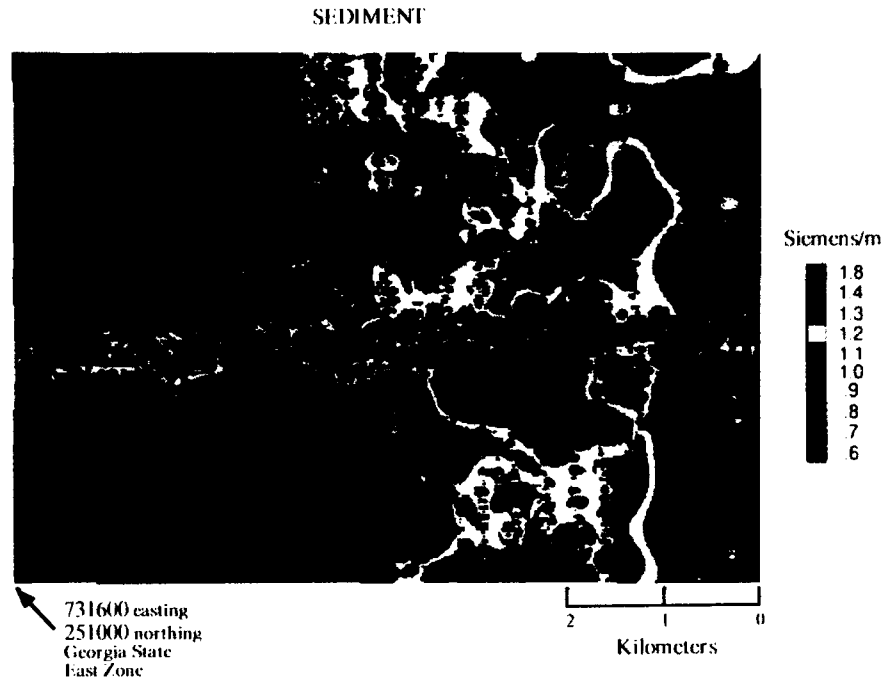 SEDIMENT
Siemens/m
1.8
1.4
1.3
1.2
1.1
1.0
.9
.8
.7
.6
731600 easting
251000 northing
Georgia State
East Zone
2 1 0
Kilometers